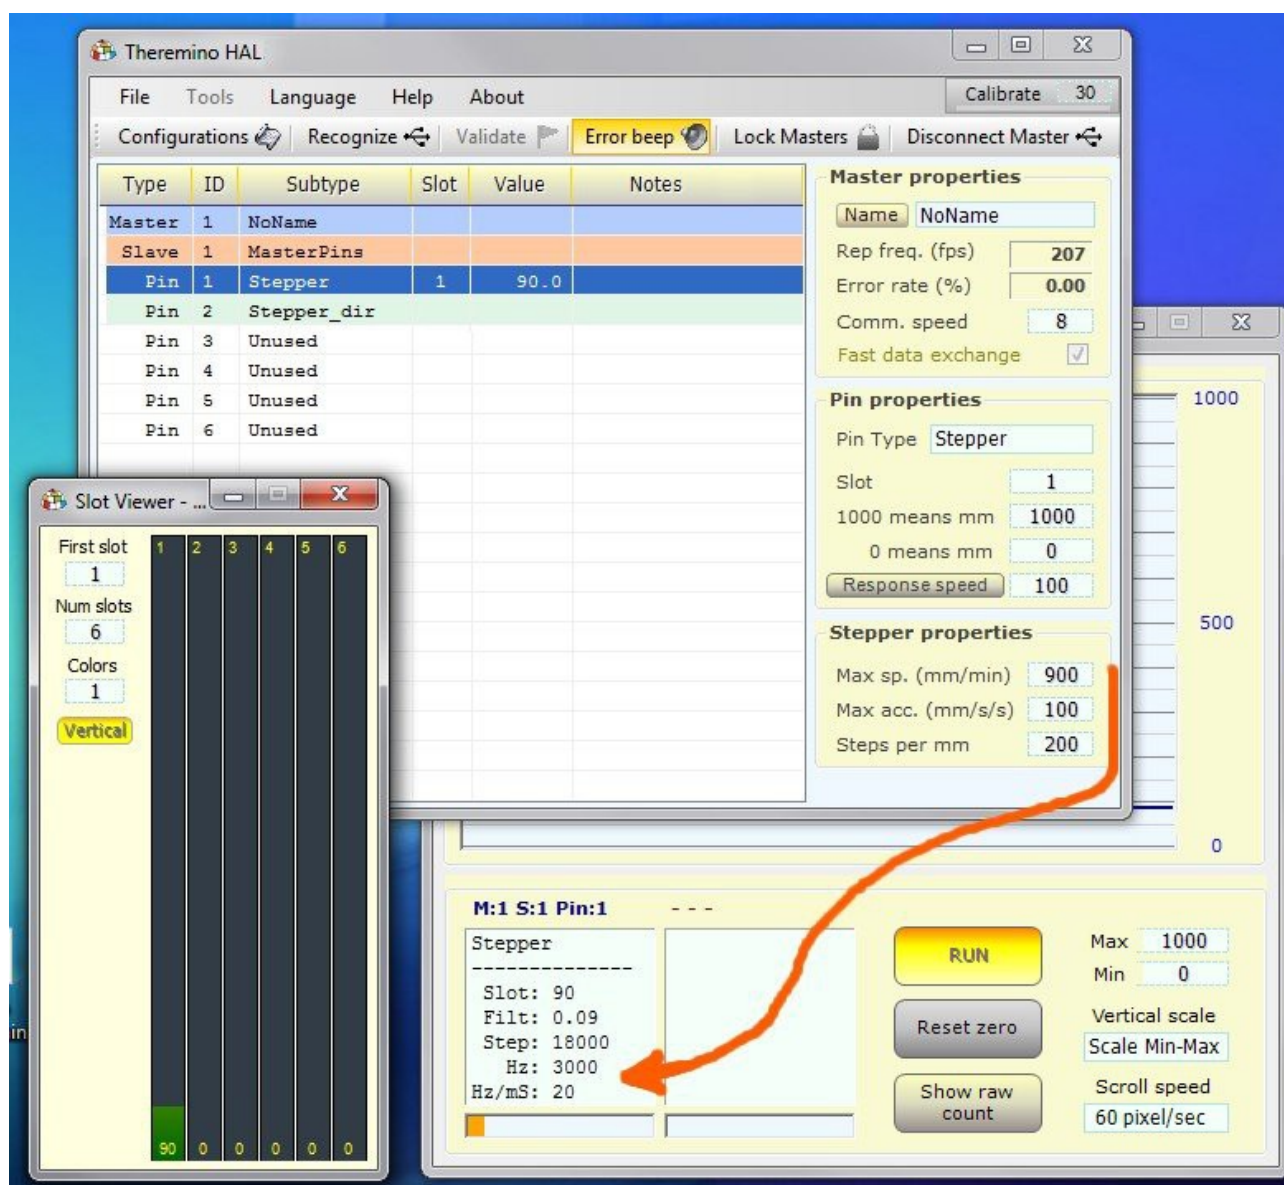 Theremino HAL
File Tools Language Help About
Calibrate 30
Configurations Recognize Validate Error beep Lock Masters Disconnect Master
Type ID Subtype Slot Value Notes
Master 1 NoName
Slave 1 MasterPins
Pin 1 Stepper 1 90.0
Pin 2 Stepper_dir
Pin 3 Unused
Pin 4 Unused
Pin 5 Unused
Pin 6 Unused
Master properties
Name NoName
Rep freq. (fps) 207
Error rate (%) 0.00
Comm. speed 8
Fast data exchange
Pin properties
Pin Type Stepper
Slot 1
1000 means mm 1000
0 means mm 0
Response speed 100
Stepper properties
Max sp. (mm/min) 900
Max acc. (mm/s/s) 100
Steps per mm 200
Slot Viewer - ...
First slot
1
Num slots
6
Colors
1
Vertical
1 2 3 4 5 6
90 0 0 0 0 0
1000
500
0
M:1 S:1 Pin:1 - - -
Stepper
--------------
Slot: 90
Filt: 0.09
Step: 18000
Hz: 3000
Hz/mS: 20
RUN
Reset zero
Show raw
count
Max 1000
Min 0
Vertical scale
Scale Min-Max
Scroll speed
60 pixel/sec
in